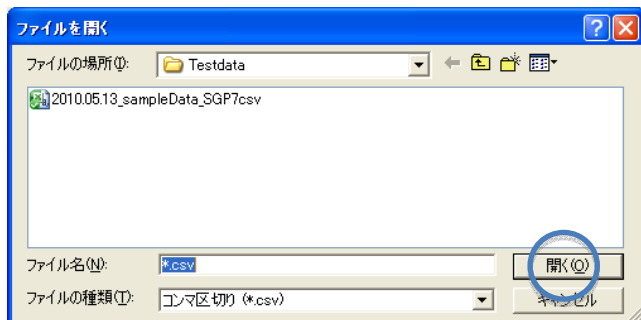 ファイルを開く
ファイルの場所(I):
Testdata
2010.05.13_sampleData_SGP7csv
ファイル名(N):
*.csv
開く(O)
ファイルの種類(T):
コンマ区切り (*.csv)
キャンセル